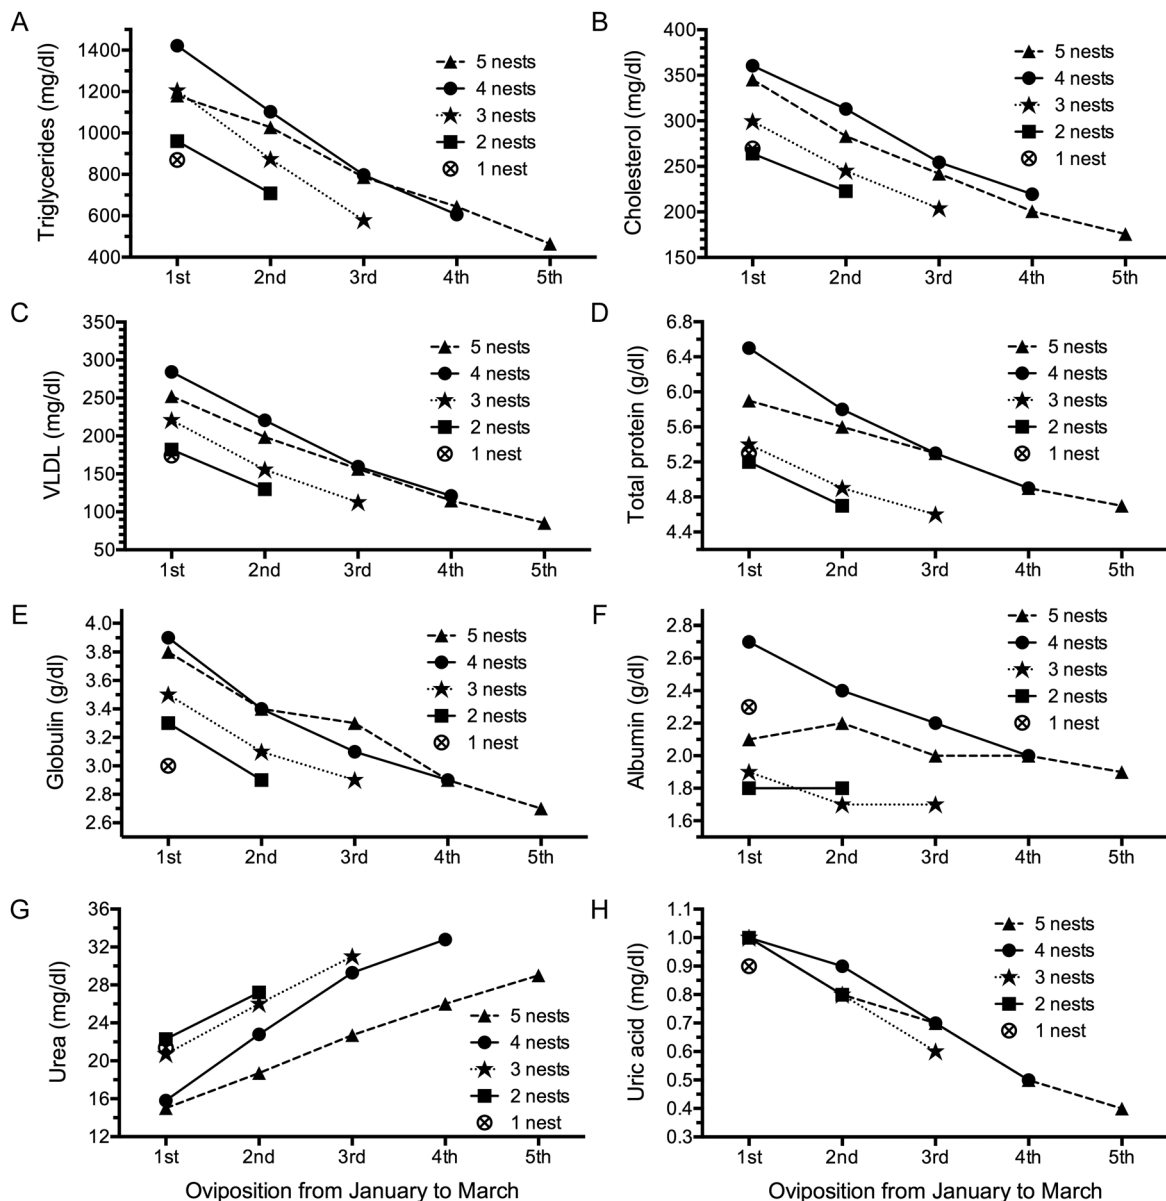 A
Triglycerides (mg/dl)
1400
1200
1000
800
600
400
1st 2nd 3rd 4th 5th
5 nests
4 nests
3 nests
2 nests
1 nest
B
Cholesterol (mg/dl)
400
350
300
250
200
150
1st 2nd 3rd 4th 5th
5 nests
4 nests
3 nests
2 nests
1 nest
C
VLDL (mg/dl)
350
300
250
200
150
100
50
1st 2nd 3rd 4th 5th
5 nests
4 nests
3 nests
2 nests
1 nest
D
Total protein (g/dl)
6.8
6.4
6.0
5.6
5.2
4.8
4.4
1st 2nd 3rd 4th 5th
5 nests
4 nests
3 nests
2 nests
1 nest
E
Globulin (g/dl)
4.0
3.8
3.6
3.4
3.2
3.0
2.8
2.6
1st 2nd 3rd 4th 5th
5 nests
4 nests
3 nests
2 nests
1 nest
F
Albumin (g/dl)
2.8
2.6
2.4
2.2
2.0
1.8
1.6
1st 2nd 3rd 4th 5th
5 nests
4 nests
3 nests
2 nests
1 nest
G
Urea (mg/dl)
36
32
28
24
20
16
12
1st 2nd 3rd 4th 5th
5 nests
4 nests
3 nests
2 nests
1 nest
Oviposition from January to March
H
Uric acid (mg/dl)
1.1
1.0
0.9
0.8
0.7
0.6
0.5
0.4
0.3
1st 2nd 3rd 4th 5th
5 nests
4 nests
3 nests
2 nests
1 nest
Oviposition from January to March